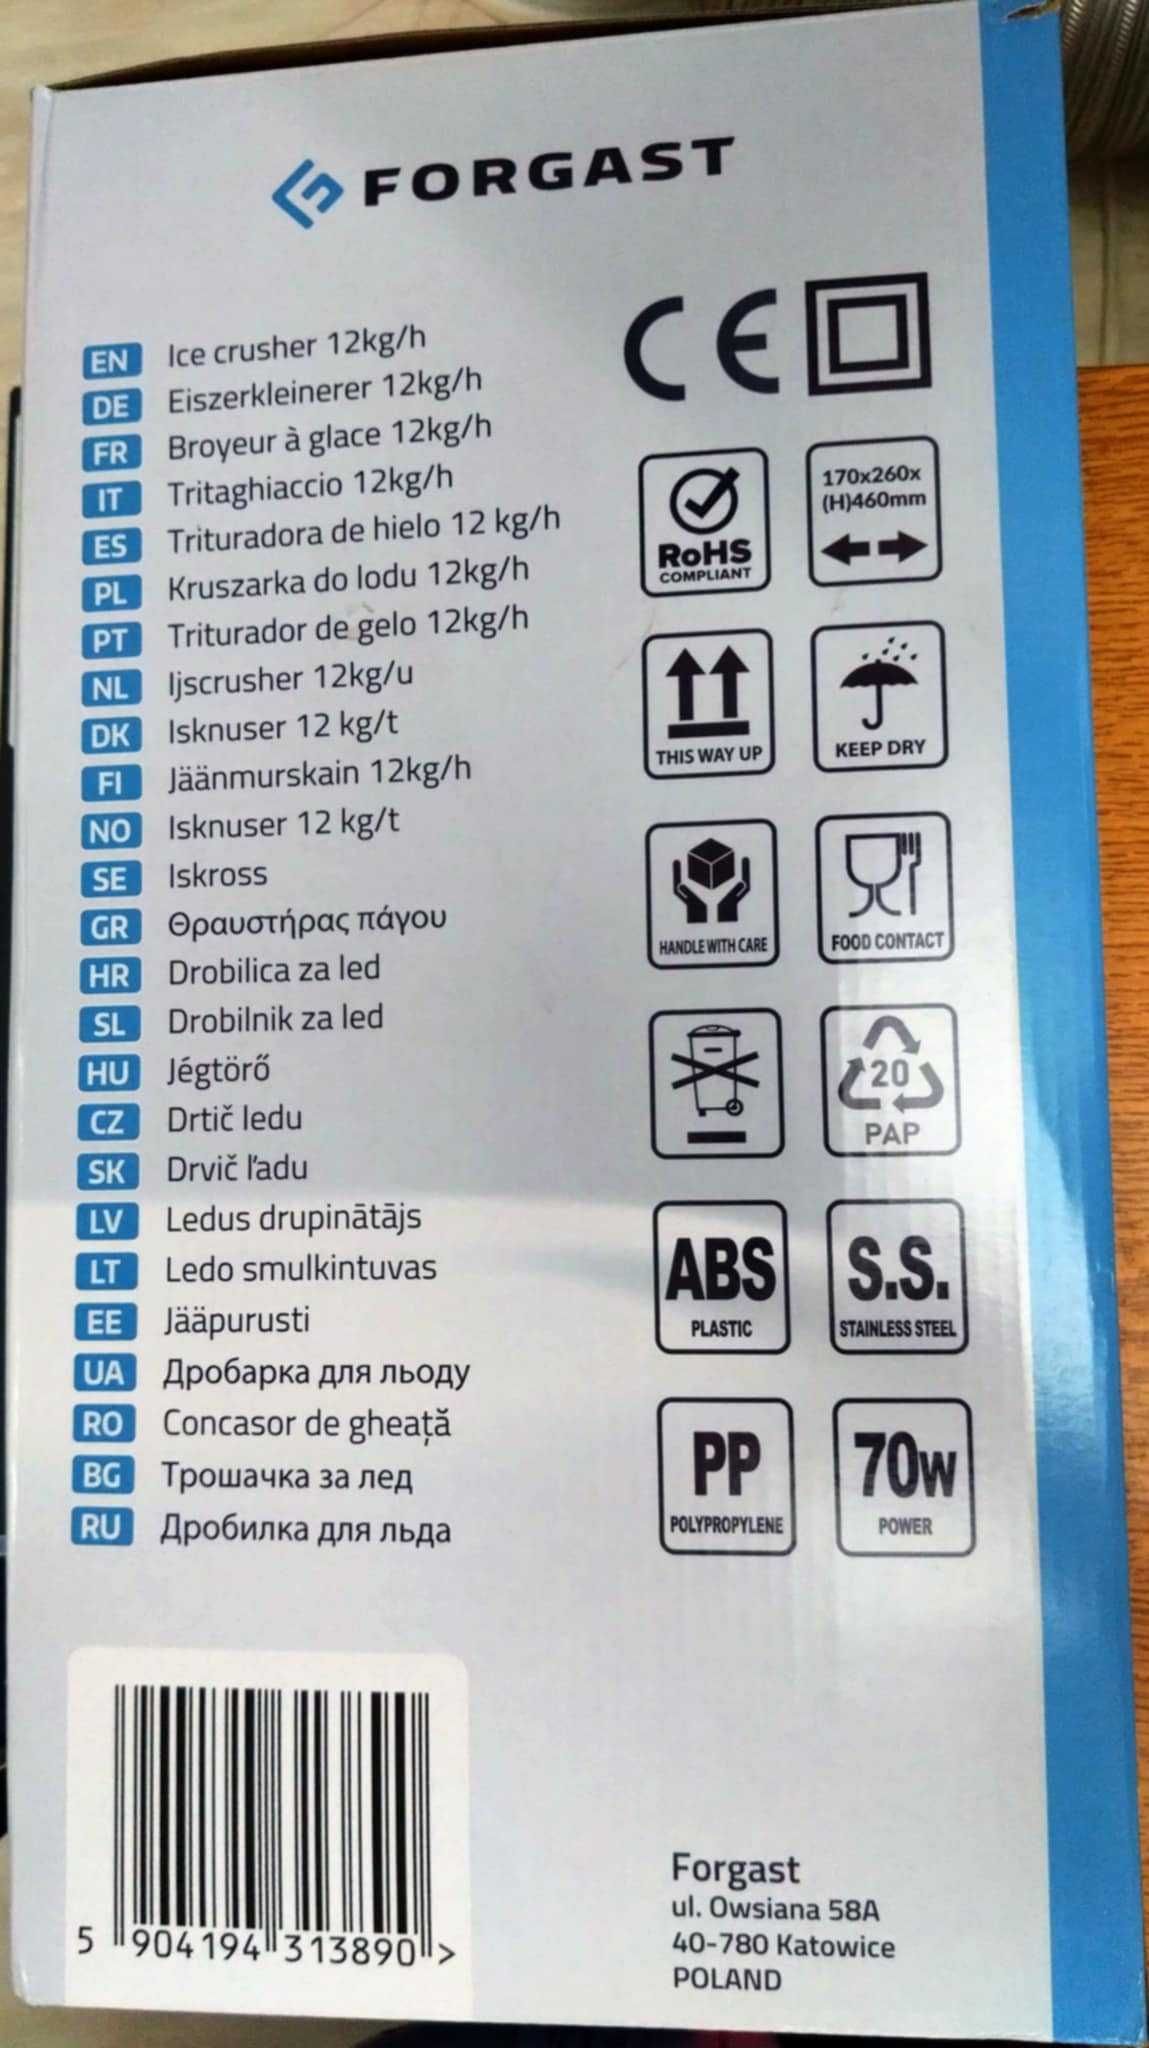 FORGAST
EN Ice crusher 12kg/h
DE Eiszerkleinerer 12kg/h
FR Broyeur à glace 12kg/h
IT Tritaghiaccio 12kg/h
ES Trituradora de hielo 12 kg/h
PL Kruszarka do lodu 12kg/h
PT Triturador de gelo 12kg/h
NL Ijscrusher 12kg/u
DK Isknuser 12 kg/t
FI Jäänmurskain 12kg/h
NO Isknuser 12 kg/t
SE Iskross
GR Θραυστήρας πάγου
HR Drobilica za led
SL Drobilnik za led
HU Jégtörő
CZ Drtič ledu
SK Drvič ľadu
LV Ledus drupinātājs
LT Ledo smulkintuvas
EE Jääpurusti
UA Дробарка для льоду
RO Concasor de gheață
BG Трошачка за лед
RU Дробилка для льда
CE
RoHS
COMPLIANT
170x260x
(H)460mm
THIS WAY UP
KEEP DRY
HANDLE WITH CARE
FOOD CONTACT
20
PAP
ABS
PLASTIC
S.S.
STAINLESS STEEL
PP
POLYPROPYLENE
70W
POWER
5 904194 313890 >
Forgast
ul. Owsiana 58A
40-780 Katowice
POLAND